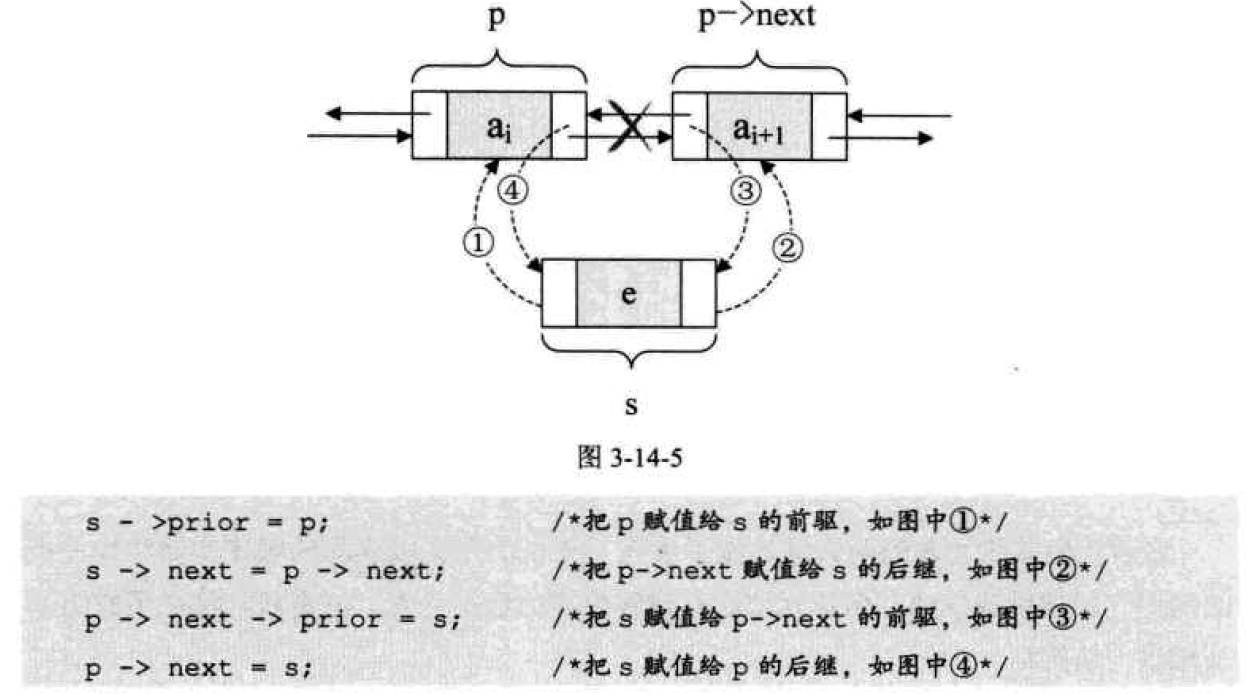 p p->next
aᵢ aᵢ₊₁
④ ③
① ②
e
s
图 3-14-5
s - >prior = p; /*把 p 赋值给 s 的前驱，如图中①*/
s -> next = p -> next; /*把 p->next 赋值给 s 的后继，如图中②*/
p -> next -> prior = s; /*把 s 赋值给 p->next 的前驱，如图中③*/
p -> next = s; /*把 s 赋值给 p 的后继，如图中④*/